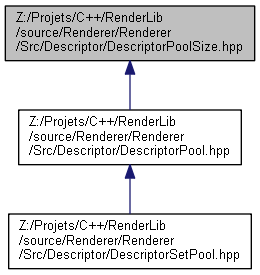 Z:/Projets/C++/RenderLib
/source/Renderer/Renderer
/Src/Descriptor/DescriptorPoolSize.hpp
Z:/Projets/C++/RenderLib
/source/Renderer/Renderer
/Src/Descriptor/DescriptorPool.hpp
Z:/Projets/C++/RenderLib
/source/Renderer/Renderer
/Src/Descriptor/DescriptorSetPool.hpp